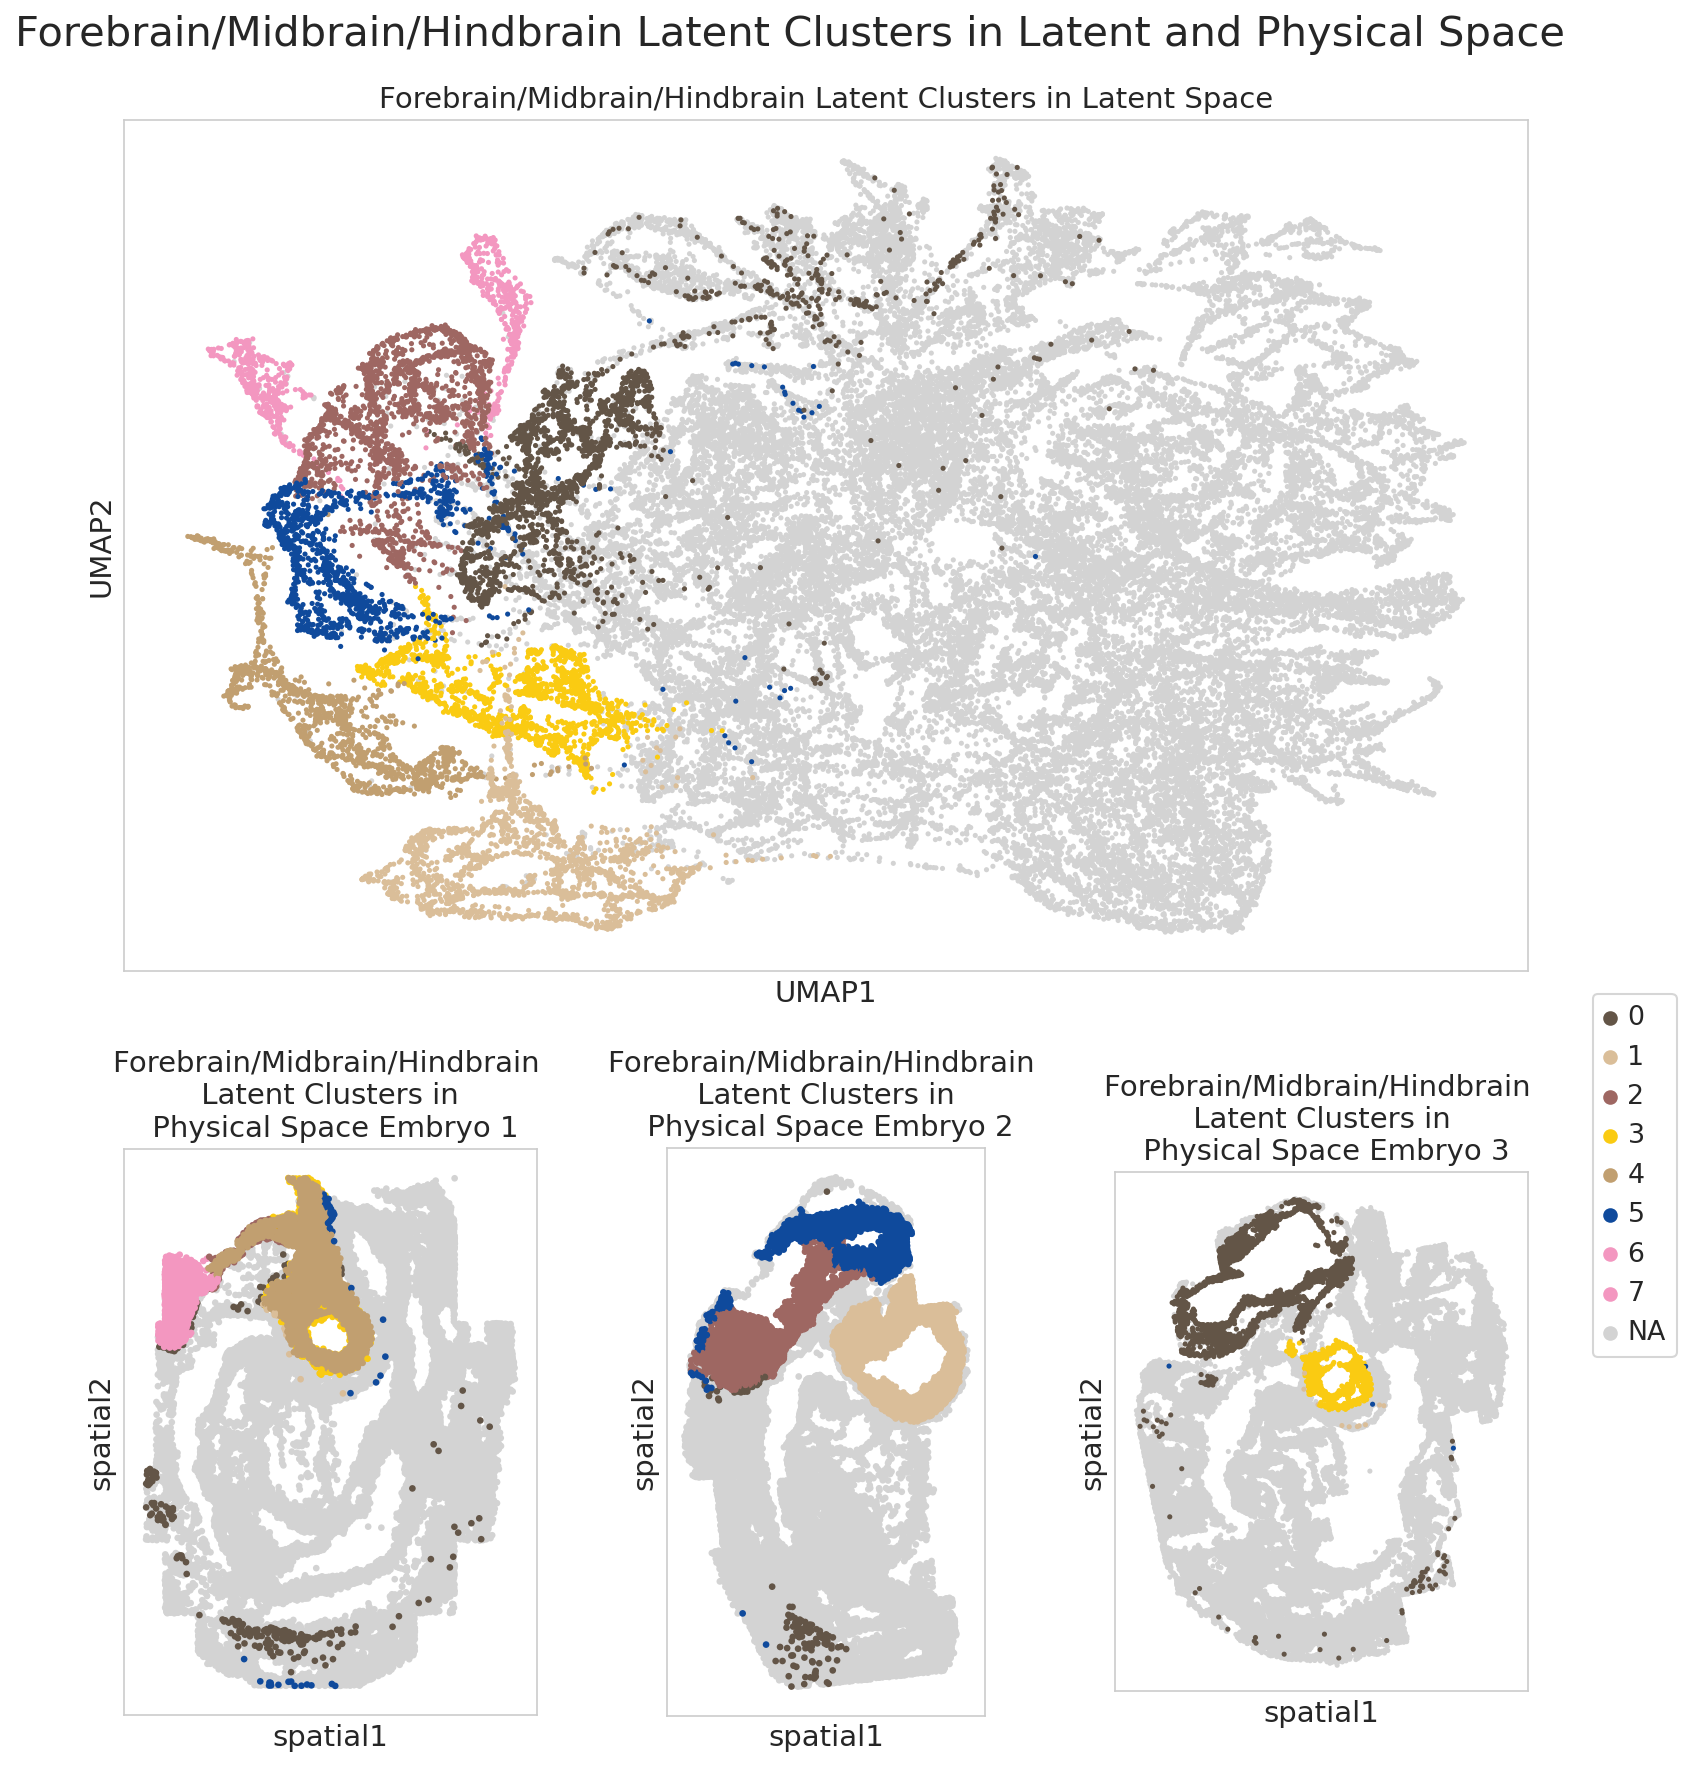 Forebrain/Midbrain/Hindbrain Latent Clusters in Latent and Physical Space
Forebrain/Midbrain/Hindbrain Latent Clusters in Latent Space
UMAP2
UMAP1
Forebrain/Midbrain/Hindbrain
Latent Clusters in
Physical Space Embryo 1
spatial2
spatial1
Forebrain/Midbrain/Hindbrain
Latent Clusters in
Physical Space Embryo 2
spatial2
spatial1
Forebrain/Midbrain/Hindbrain
Latent Clusters in
Physical Space Embryo 3
spatial2
spatial1
0
1
2
3
4
5
6
7
NA